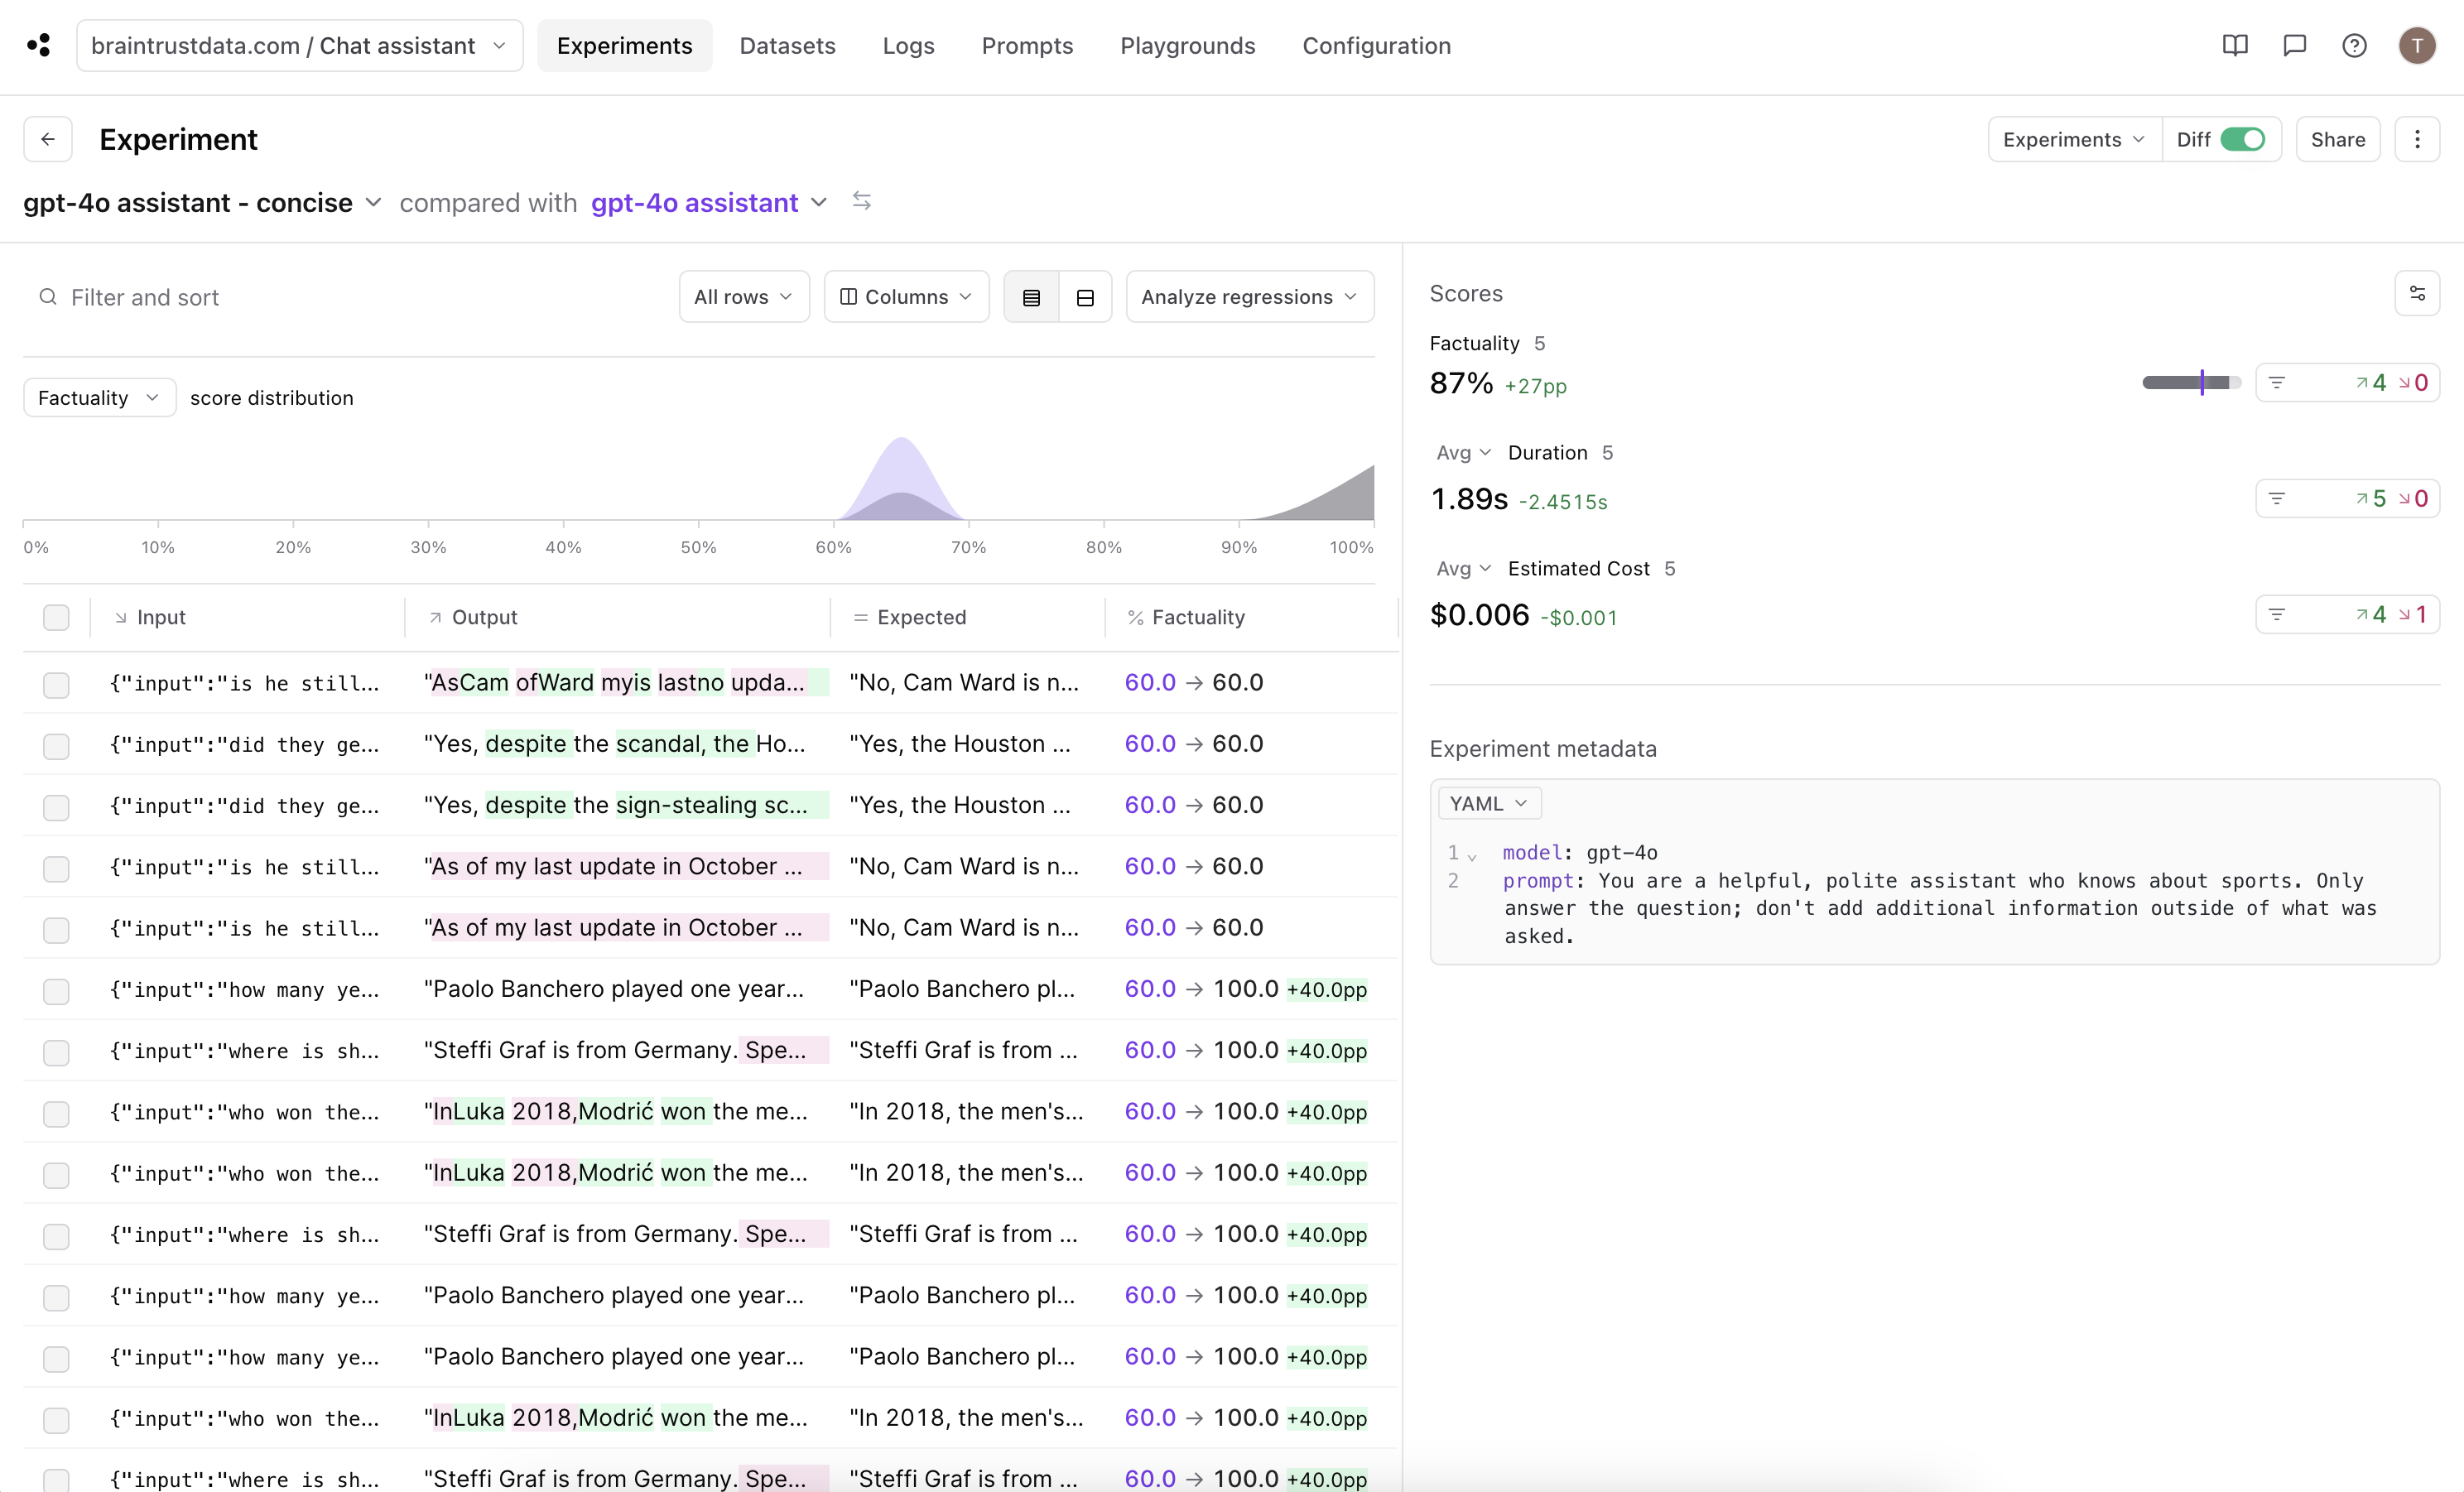 braintrustdata.com / Chat assistant Experiments Datasets Logs Prompts Playgrounds Configuration T
Experiment Experiments Diff Share
gpt-4o assistant - concise compared with gpt-4o assistant
Filter and sort All rows Columns Analyze regressions
Factuality score distribution
0% 10% 20% 30% 40% 50% 60% 70% 80% 90% 100%
Input Output Expected % Factuality
{"input":"is he still... "AsCam ofWard myis lastno upda... "No, Cam Ward is n... 60.0 → 60.0
{"input":"did they ge... "Yes, despite the scandal, the Ho... "Yes, the Houston ... 60.0 → 60.0
{"input":"did they ge... "Yes, despite the sign-stealing sc... "Yes, the Houston ... 60.0 → 60.0
{"input":"is he still... "As of my last update in October ... "No, Cam Ward is n... 60.0 → 60.0
{"input":"is he still... "As of my last update in October ... "No, Cam Ward is n... 60.0 → 60.0
{"input":"how many ye... "Paolo Banchero played one year... "Paolo Banchero pl... 60.0 → 100.0 +40.0pp
{"input":"where is sh... "Steffi Graf is from Germany. Spe... "Steffi Graf is from ... 60.0 → 100.0 +40.0pp
{"input":"who won the... "InLuka 2018,Modrić won the me... "In 2018, the men's... 60.0 → 100.0 +40.0pp
{"input":"who won the... "InLuka 2018,Modrić won the me... "In 2018, the men's... 60.0 → 100.0 +40.0pp
{"input":"where is sh... "Steffi Graf is from Germany. Spe... "Steffi Graf is from ... 60.0 → 100.0 +40.0pp
{"input":"how many ye... "Paolo Banchero played one year... "Paolo Banchero pl... 60.0 → 100.0 +40.0pp
{"input":"how many ye... "Paolo Banchero played one year... "Paolo Banchero pl... 60.0 → 100.0 +40.0pp
{"input":"who won the... "InLuka 2018,Modrić won the me... "In 2018, the men's... 60.0 → 100.0 +40.0pp
{"input":"where is sh... "Steffi Graf is from Germany. Spe... "Steffi Graf is from ... 60.0 → 100.0 +40.0pp
Scores
Factuality 5
87% +27pp 4 0
Avg Duration 5
1.89s -2.4515s 5 0
Avg Estimated Cost 5
$0.006 -$0.001 4 1
Experiment metadata
YAML
1 model: gpt-4o
2 prompt: You are a helpful, polite assistant who knows about sports. Only
answer the question; don't add additional information outside of what was
asked.